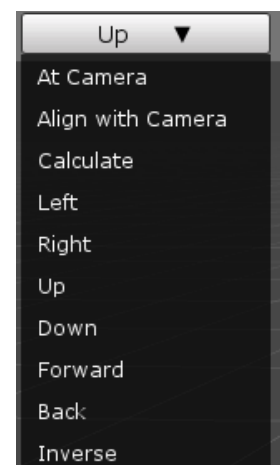 Up ▼
At Camera
Align with Camera
Calculate
Left
Right
Up
Down
Forward
Back
Inverse